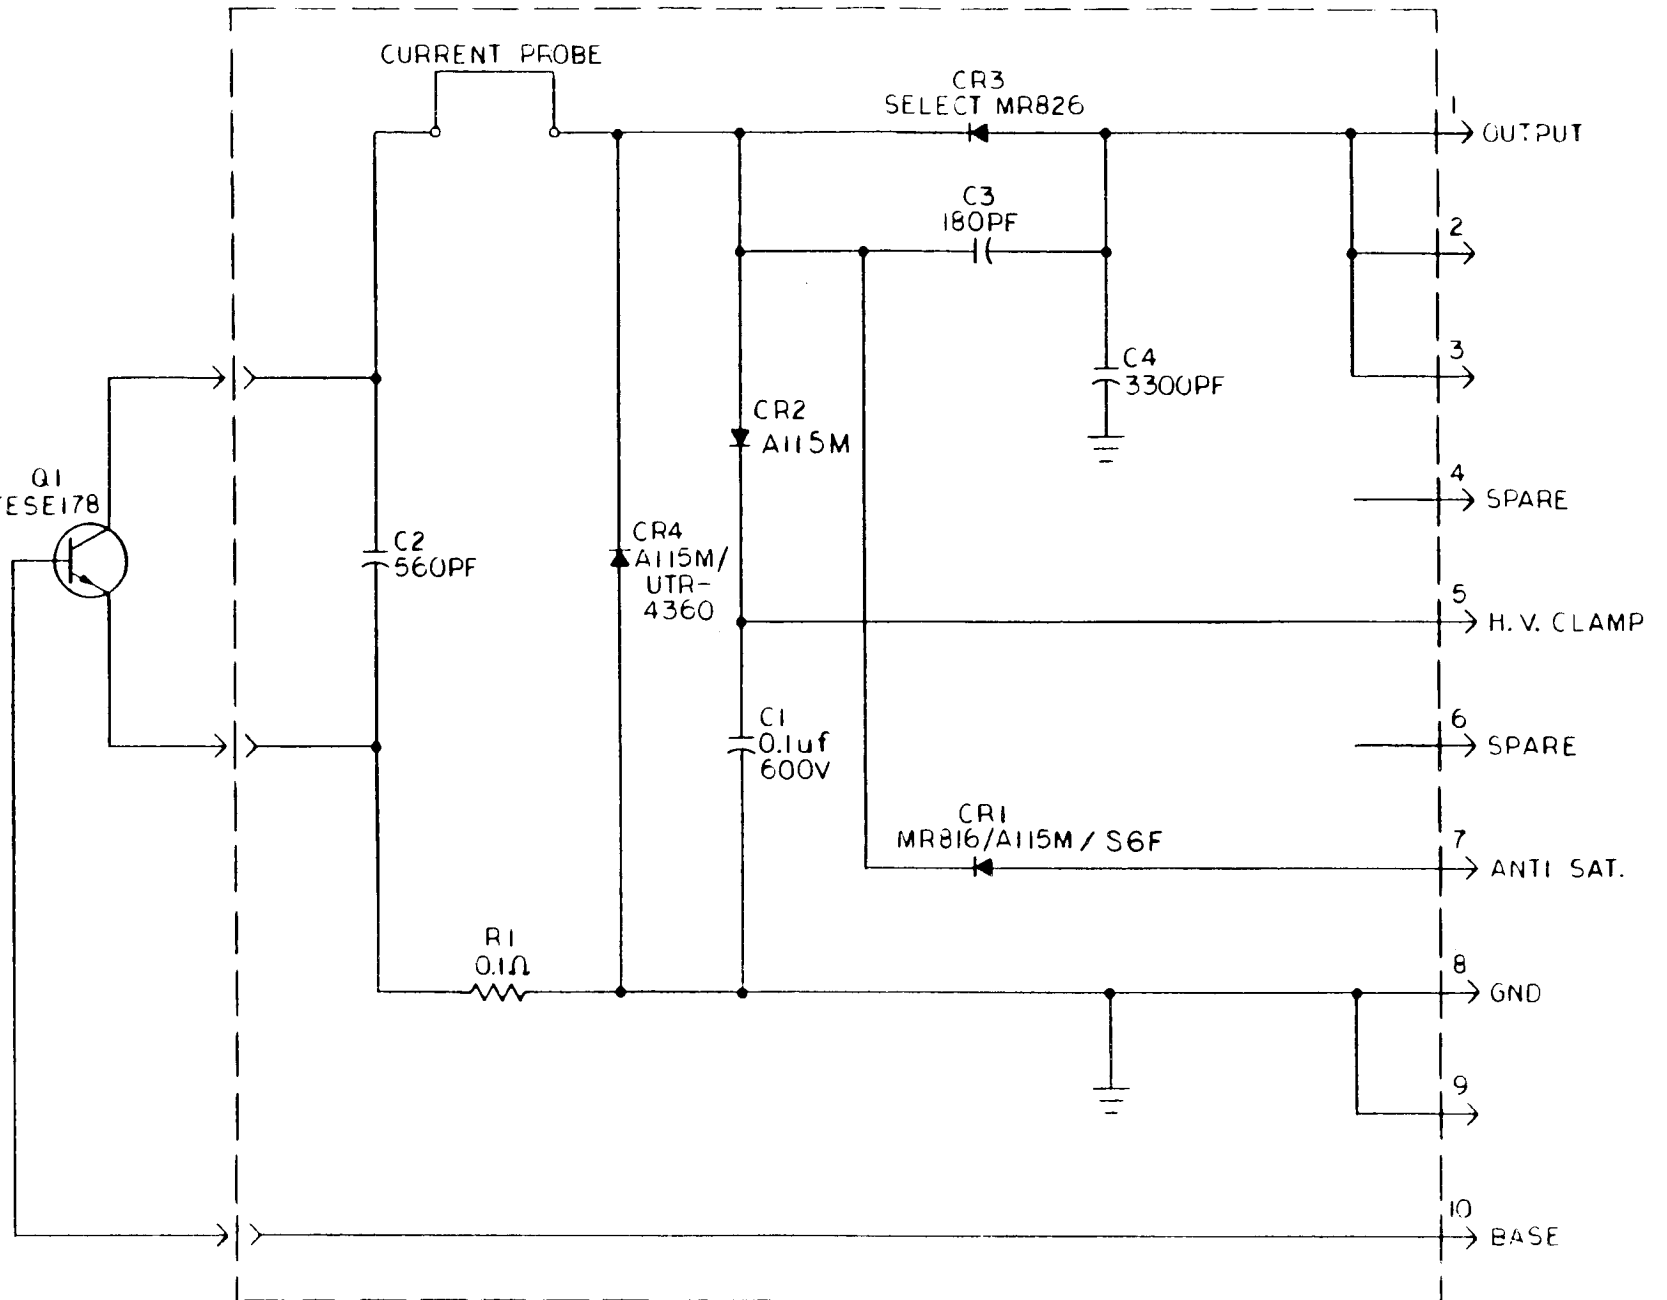 CURRENT PROBE
CR3
SELECT MR826
1
OUTPUT
C3
180PF
2
3
C4
3300PF
CR2
A115M
4
SPARE
Q1
ESE178
C2
560PF
CR4
A115M/
UTR-
4360
5
H.V. CLAMP
C1
0.1uf
600V
6
SPARE
CR1
MR816/A115M/S6F
7
ANTI SAT.
R1
0.1Ω
8
GND
9
10
BASE